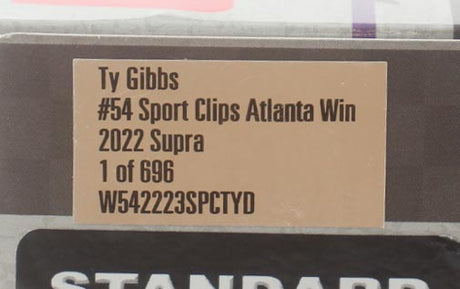 Ty Gibbs
#54 Sport Clips Atlanta Win
2022 Supra
1 of 696
W542223SPCTYD
STANDARD